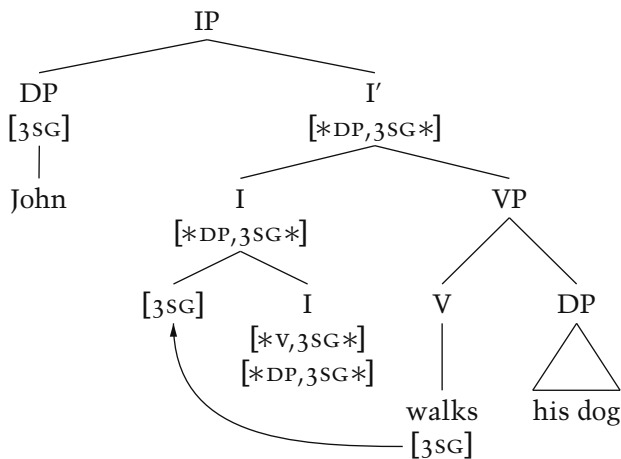 IP
DP I′
[3SG] [*DP,3SG*]
John I VP
[*DP,3SG*]
[3SG] I V DP
[*V,3SG*]
[*DP,3SG*]
walks his dog
[3SG]